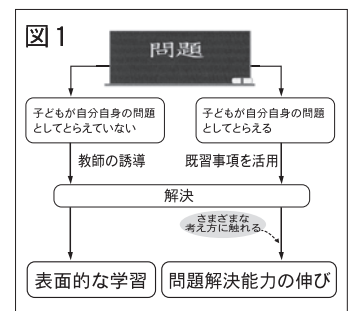 図1
問題
子どもが自分自身の問題
としてとらえていない
子どもが自分自身の問題
としてとらえる
教師の誘導
既習事項を活用
解決
さまざまな
考え方に触れる
表面的な学習
問題解決能力の伸び